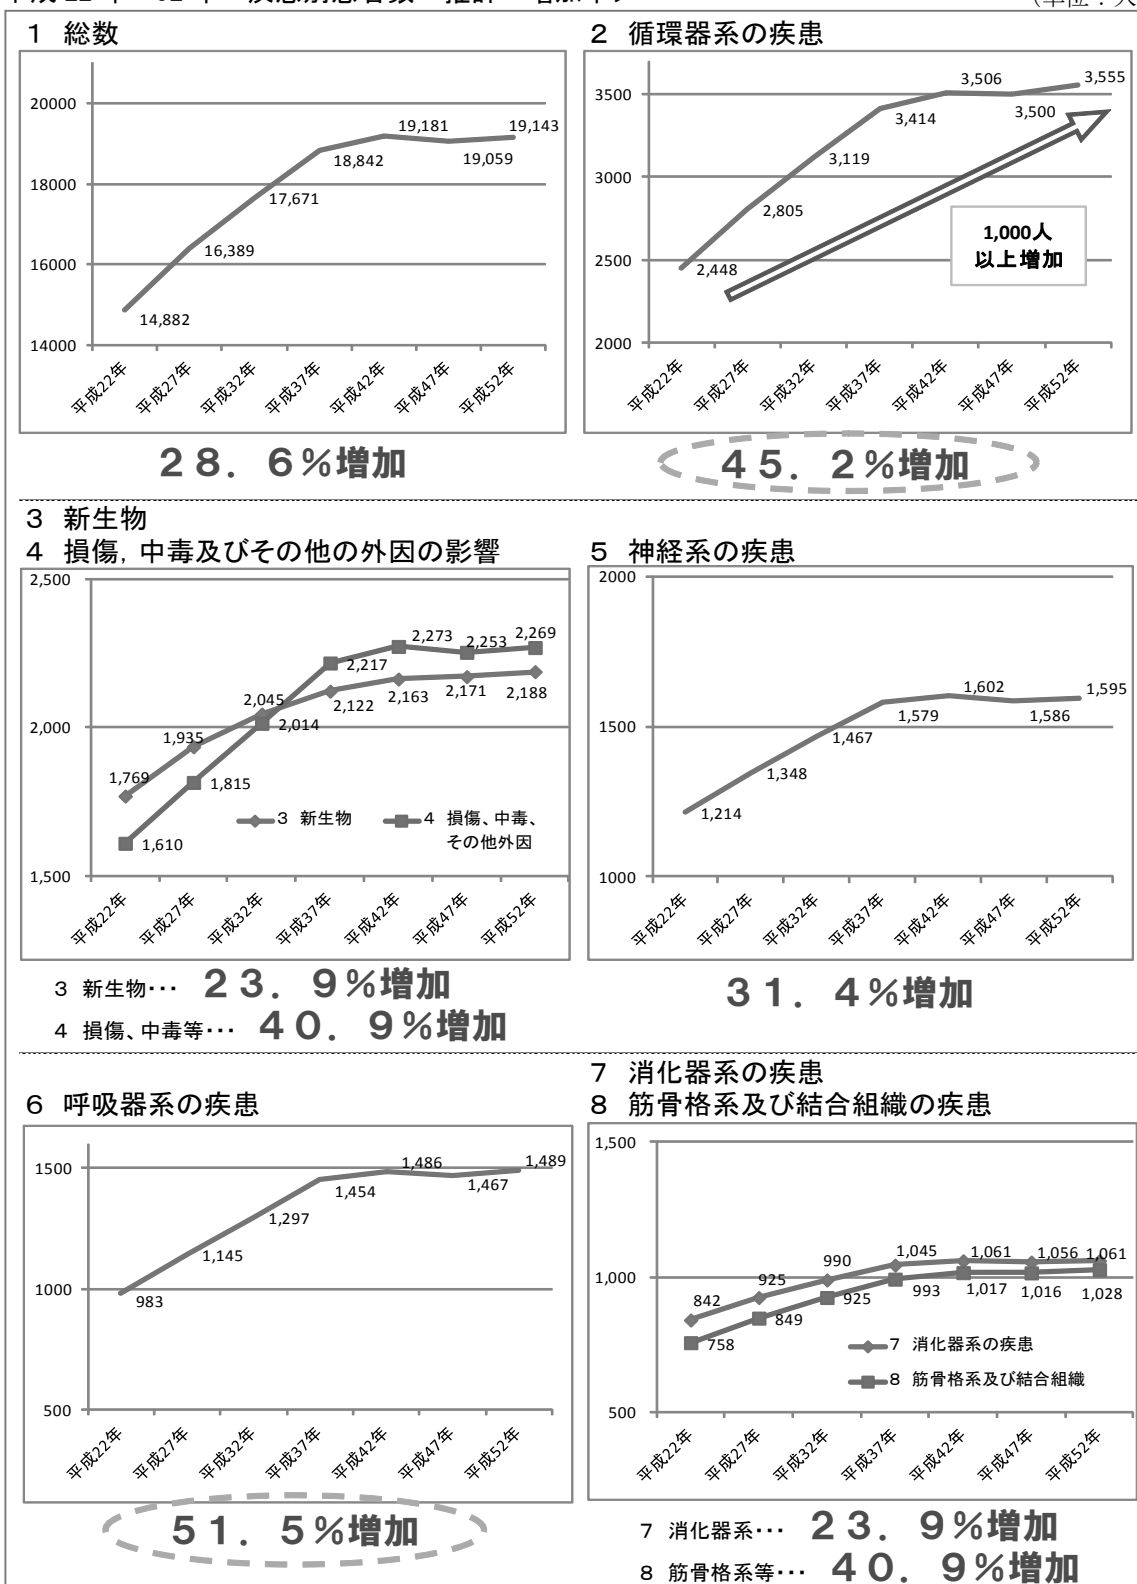 1 総数
20000
18000
16000
14000
14,882
16,389
17,671
18,842
19,181
19,059
19,143
平成22年
平成27年
平成32年
平成37年
平成42年
平成47年
平成52年
28.6%増加
2 循環器系の疾患
3500
3000
2500
2000
2,448
2,805
3,119
3,414
3,506
3,500
3,555
1,000人
以上増加
平成22年
平成27年
平成32年
平成37年
平成42年
平成47年
平成52年
45.2%増加
3 新生物
4 損傷,中毒及びその他の外因の影響
2,500
2,000
1,500
1,769
1,935
2,045
2,122
2,163
2,171
2,188
1,610
1,815
2,014
2,217
2,273
2,253
2,269
3 新生物
4 損傷、中毒、
その他外因
平成22年
平成27年
平成32年
平成37年
平成42年
平成47年
平成52年
3 新生物・・・ 23.9%増加
4 損傷、中毒等・・・ 40.9%増加
5 神経系の疾患
2000
1500
1000
1,214
1,348
1,467
1,579
1,602
1,586
1,595
平成22年
平成27年
平成32年
平成37年
平成42年
平成47年
平成52年
31.4%増加
6 呼吸器系の疾患
1500
1000
500
983
1,145
1,297
1,454
1,486
1,467
1,489
平成22年
平成27年
平成32年
平成37年
平成42年
平成47年
平成52年
51.5%増加
7 消化器系の疾患
8 筋骨格系及び結合組織の疾患
1,500
1,000
500
842
925
990
1,045
1,061
1,056
1,061
758
849
925
993
1,017
1,016
1,028
7 消化器系の疾患
8 筋骨格系及び結合組織
平成22年
平成27年
平成32年
平成37年
平成42年
平成47年
平成52年
7 消化器系・・・ 23.9%増加
8 筋骨格系等・・・ 40.9%増加